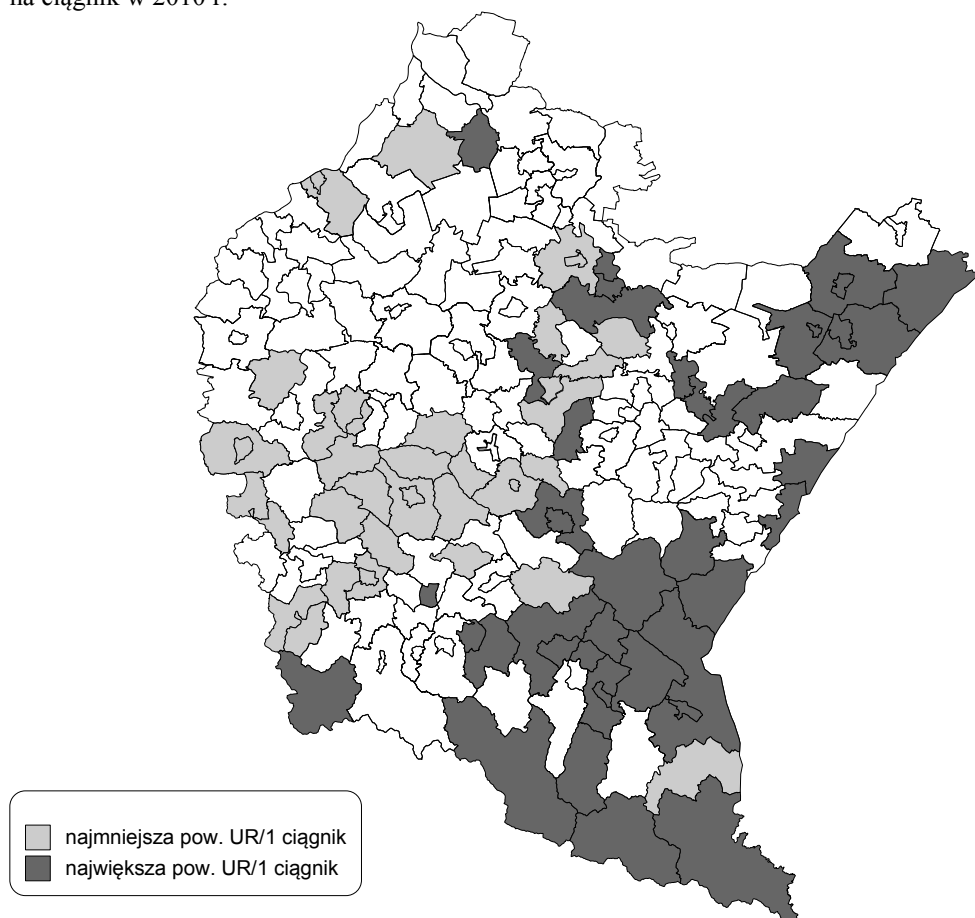 na ciągnik w 2010 r.
najmniejsza pow. UR/1 ciągnik
największa pow. UR/1 ciągnik